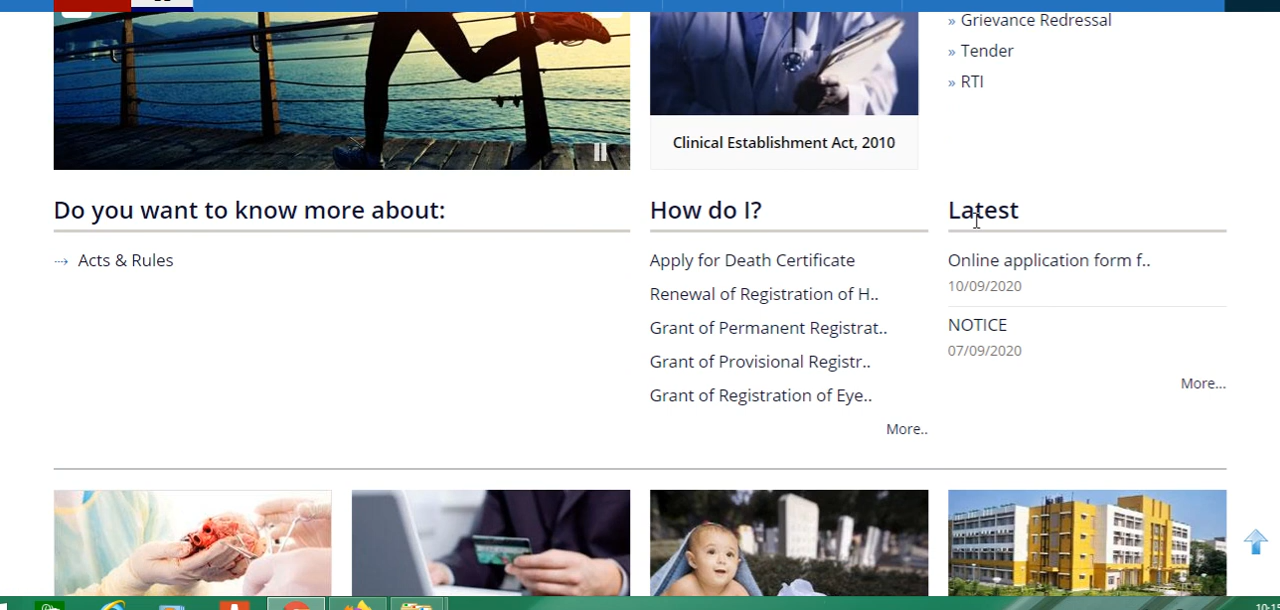 » Grievance Redressal
» Tender
» RTI
Clinical Establishment Act, 2010
Do you want to know more about:
Acts & Rules
How do I?
Apply for Death Certificate
Renewal of Registration of H..
Grant of Permanent Registrat..
Grant of Provisional Registr..
Grant of Registration of Eye..
More..
Latest
Online application form f..
10/09/2020
NOTICE
07/09/2020
More...